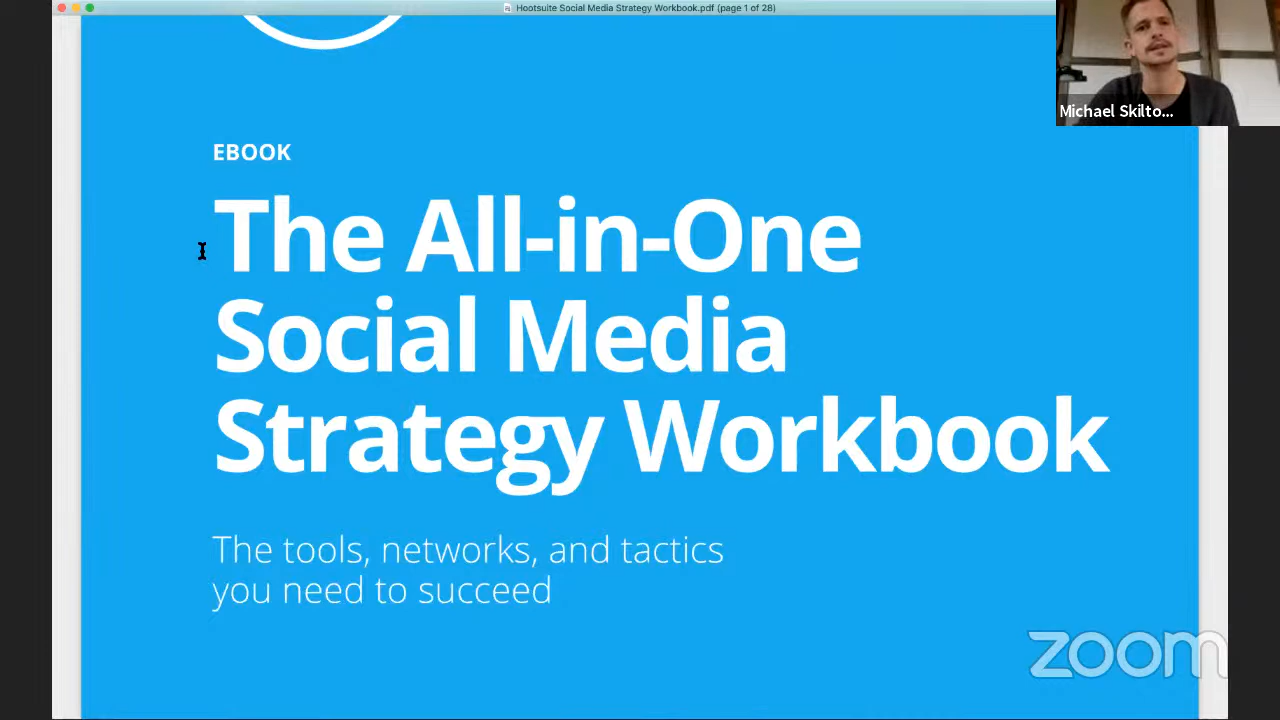 Hootsuite Social Media Strategy Workbook.pdf (page 1 of 28)
Michael Skilto...
EBOOK
The All-in-One
Social Media
Strategy Workbook
The tools, networks, and tactics
you need to succeed
zoom